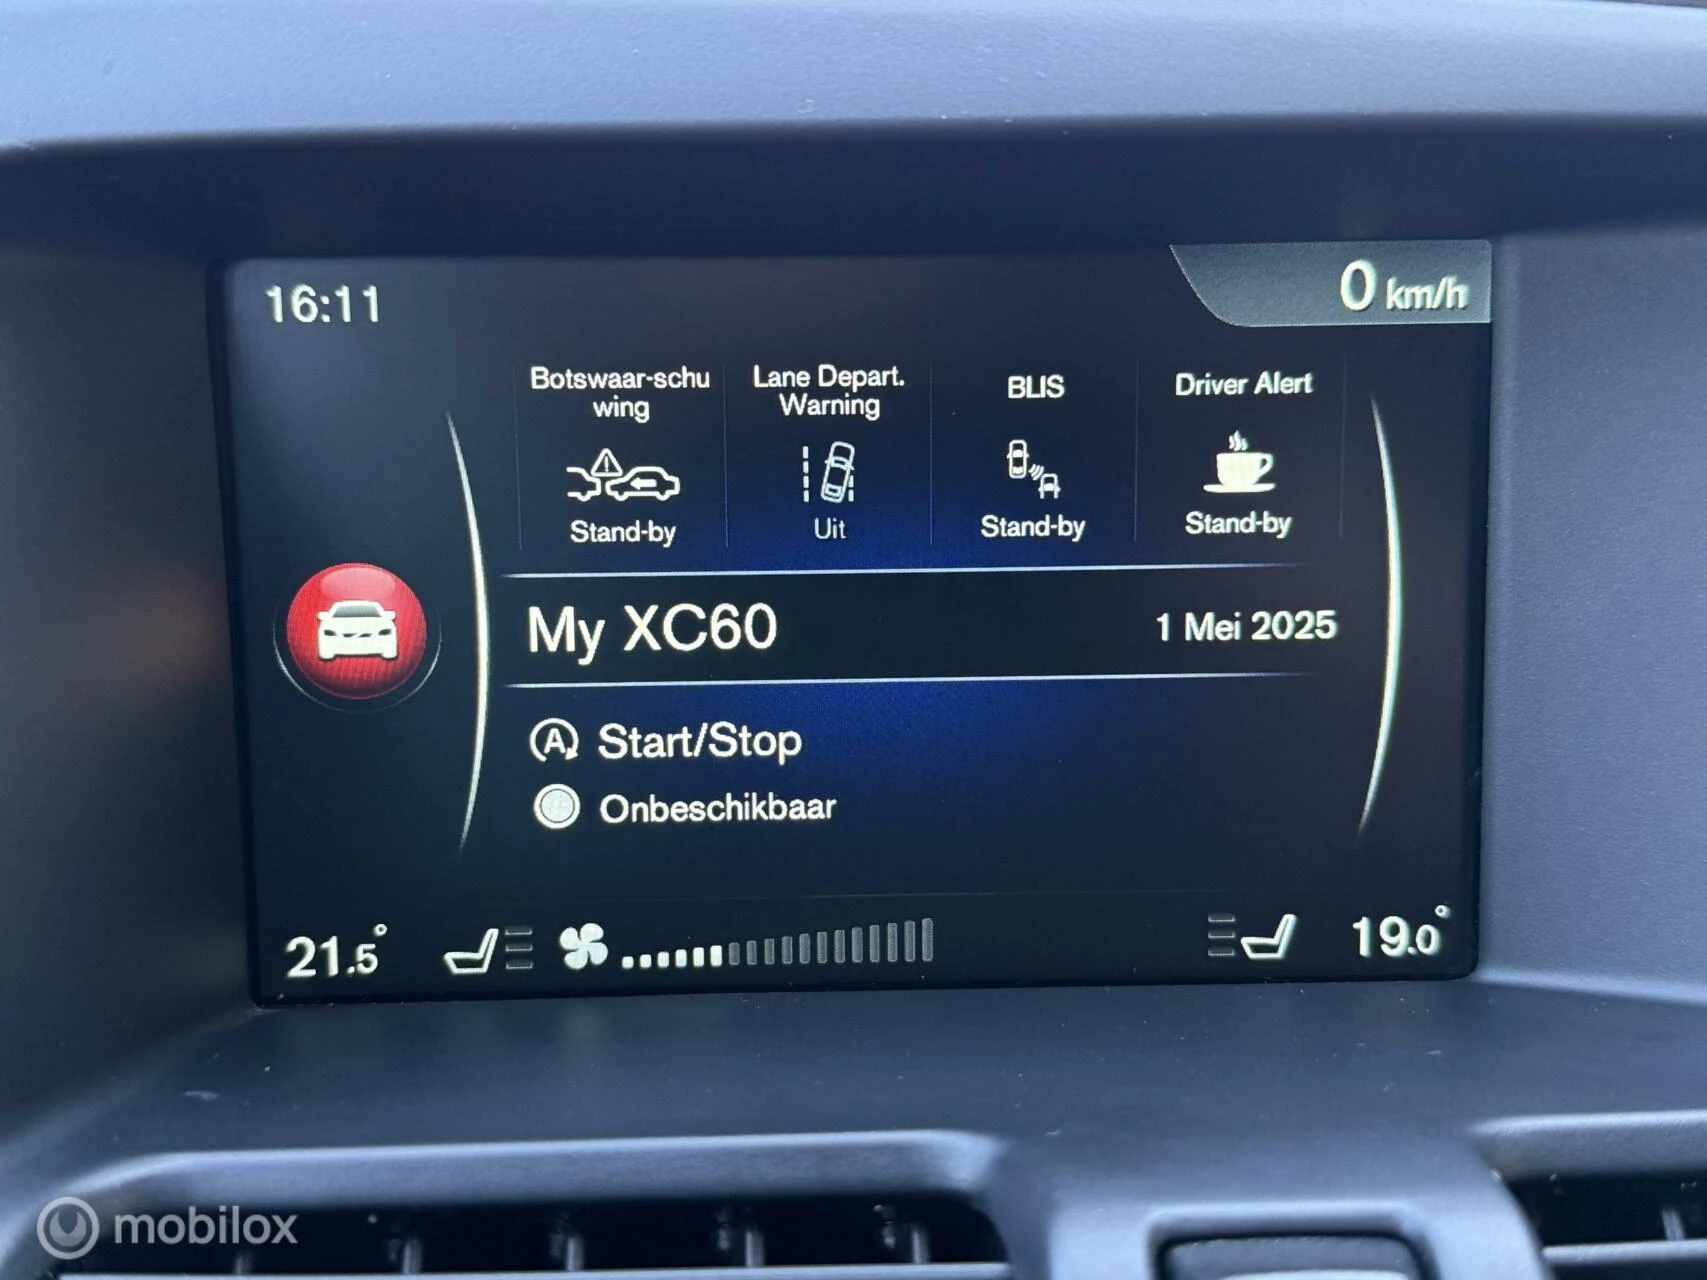 16:11
0 km/h
Botswaar-schu
wing
Stand-by
Lane Depart.
Warning
Uit
BLIS
Stand-by
Driver Alert
Stand-by
My XC60
1 Mei 2025
A Start/Stop
Onbeschikbaar
21.5°
19.0°
mobilox